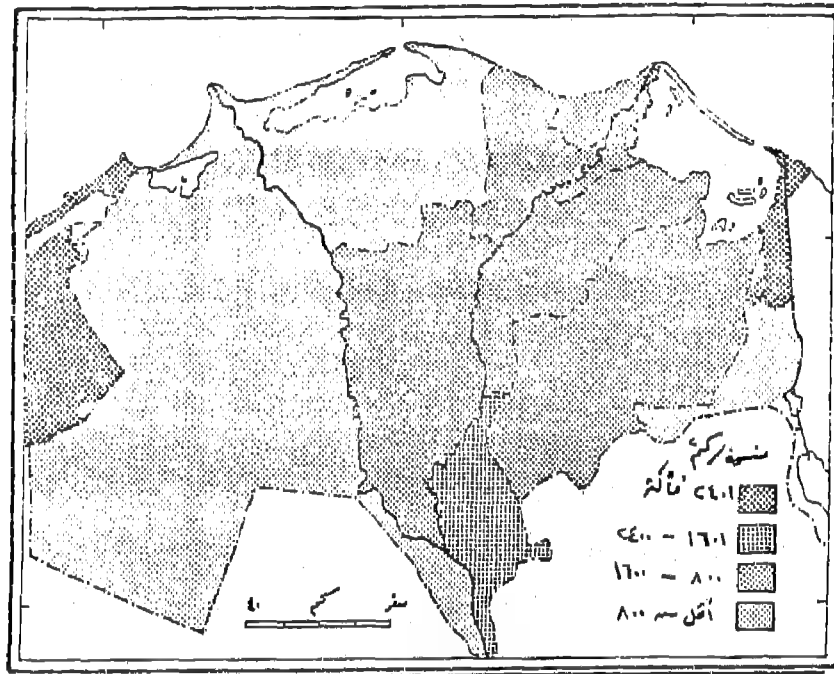 نسمة/كم٢
٢٤٠١ فأكثر
١٦٠١ – ٢٤٠٠
٨٠٠ – ١٦٠٠
أقل من ٨٠٠
صفر كم ٤٠